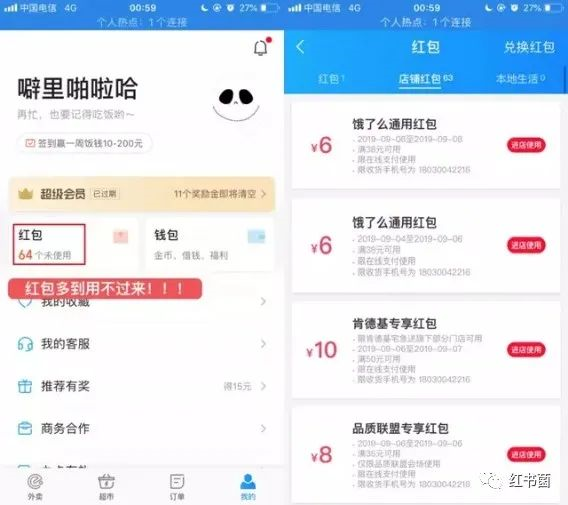 中国电信 4G
00:59
27%
个人热点：1 个连接
噼里啪啦哈
再忙，也要记得吃饭哟～
签到赢一周饭钱10-200元
超级会员 已过期 11个奖励金即将清空
红包
64 个未使用
钱包
金币、借钱、福利
红包多到用不过来！！！
我的收藏
我的客服
推荐有奖 得15元
商务合作
外卖
超市
订单
我的
中国电信 4G
00:59
27%
个人热点：1 个连接
红包
兑换红包
红包 1
店铺红包 63
本地生活 0
¥6
饿了么通用红包
· 2019-09-06至2019-09-08
· 满38元可用
· 限在线支付使用
· 限收货手机号为 18030042216
进店使用
¥6
饿了么通用红包
· 2019-09-04至2019-09-06
· 满35元可用
· 限在线支付使用
· 限收货手机号为 18030042216
进店使用
¥10
肯德基专享红包
· 限肯德基宅急送旗下部分门店可用
· 2019-09-06至2019-09-07
· 满50元可用
· 限在线支付使用
· 限收货手机号为 18030042216
进店使用
¥8
品质联盟专享红包
· 2019-09-06至2019-09-06
· 满35元可用
· 仅限品质联盟会场使用
· 限在线支付使用
进店使用
红书菌